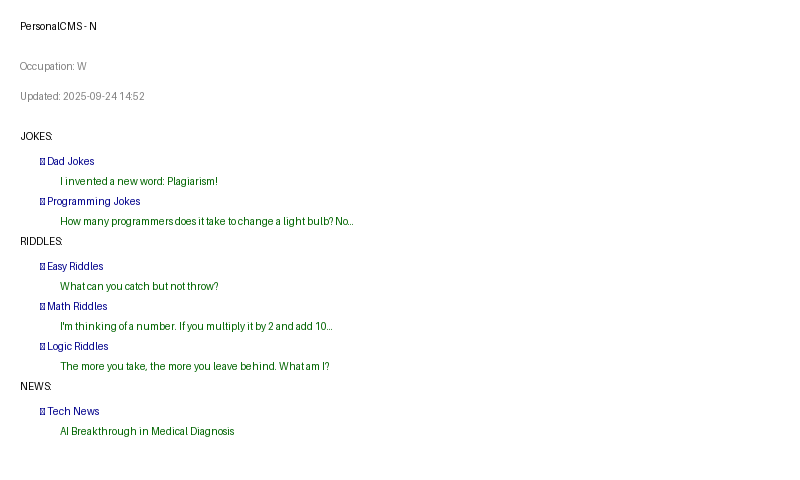 PersonalCMS - N
Occupation: W
Updated: 2025-09-24 14:52
JOKES:
Dad Jokes
I invented a new word: Plagiarism!
Programming Jokes
How many programmers does it take to change a light bulb? No...
RIDDLES:
Easy Riddles
What can you catch but not throw?
Math Riddles
I'm thinking of a number. If you multiply it by 2 and add 10...
Logic Riddles
The more you take, the more you leave behind. What am I?
NEWS:
Tech News
AI Breakthrough in Medical Diagnosis